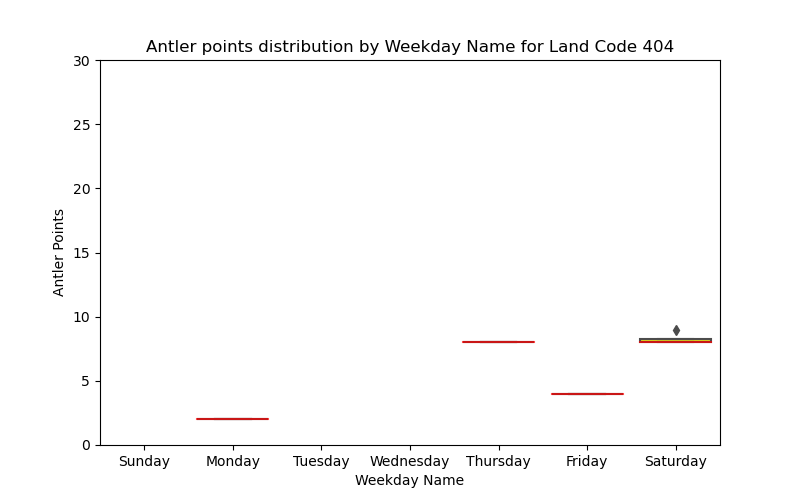 Antler points distribution by Weekday Name for Land Code 404
30
25
20
15
10
5
0
Antler Points
Sunday Monday Tuesday Wednesday Thursday Friday Saturday
Weekday Name